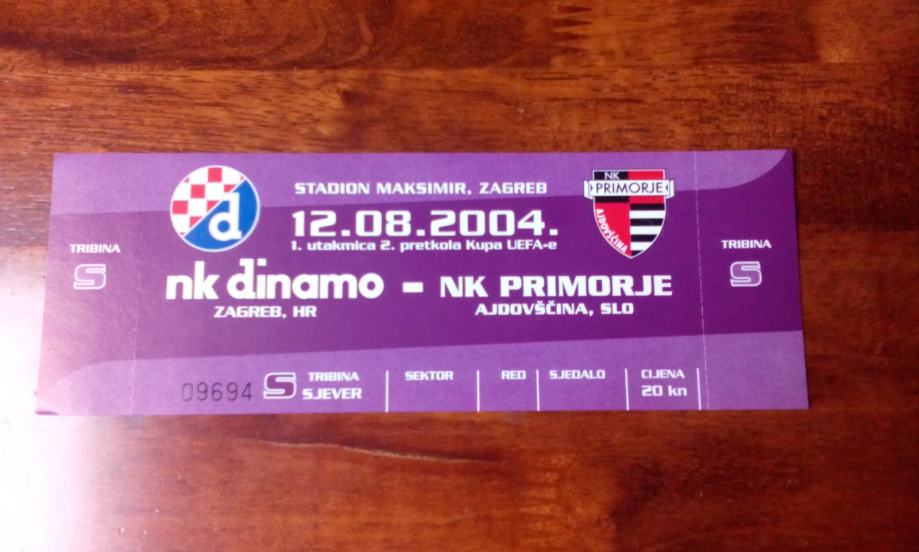 STADION MAKSIMIR, ZAGREB
12.08.2004.
1. utakmica 2. pretkola Kupa UEFA-e
d
NK
PRIMORJE
AJDOVŠČINA
TRIBINA
S
nk dinamo - NK PRIMORJE
ZAGREB, HR
AJDOVŠČINA, SLO
TRIBINA
S
09694 S TRIBINA SJEVER
SEKTOR
RED
SJEDALO
CIJENA
20 kn